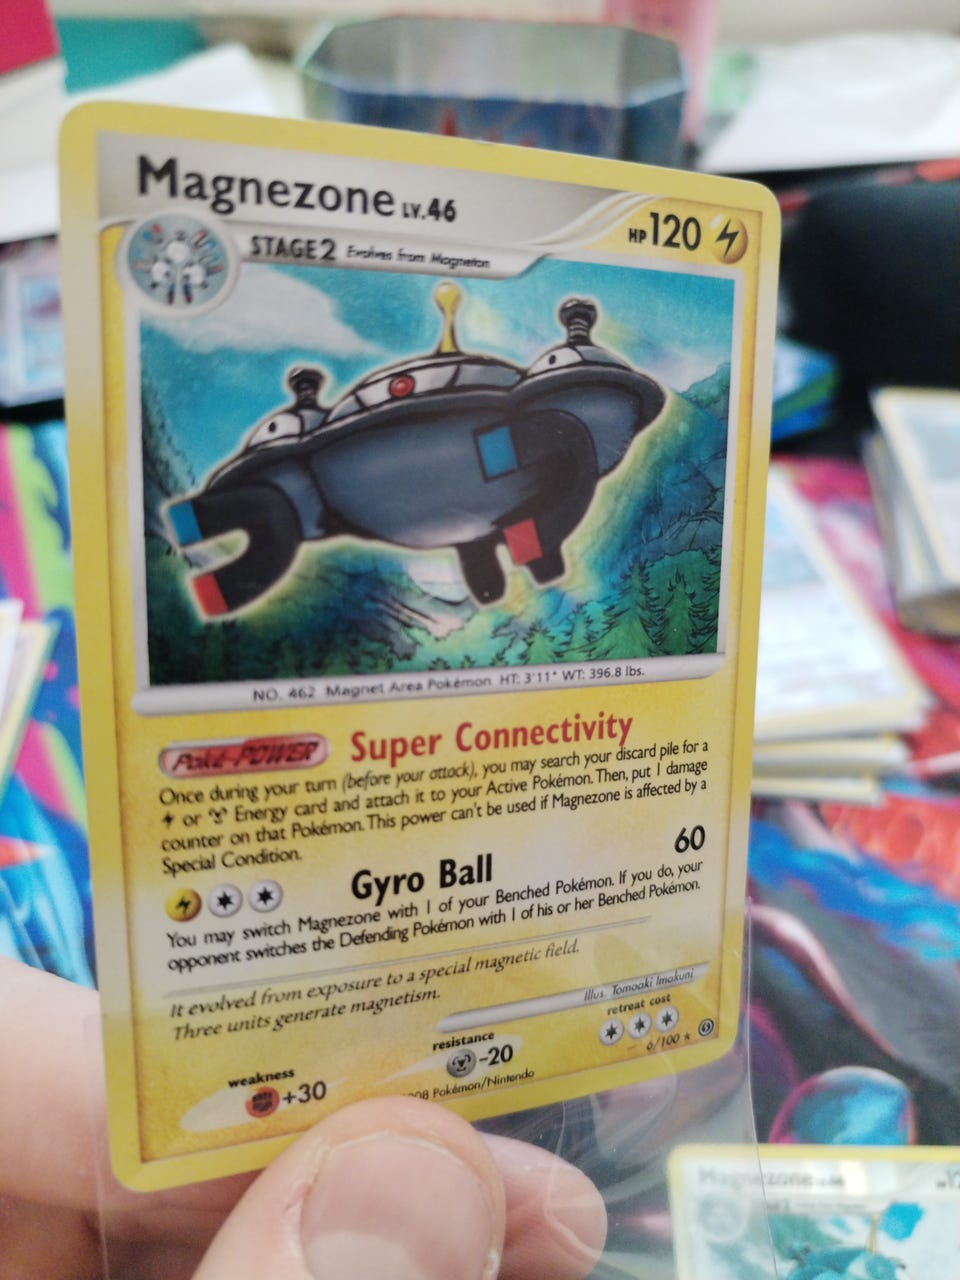 Magnezone LV.46
HP 120
STAGE2 Evolves from Magneton
NO. 462 Magnet Area Pokémon HT: 3'11" WT: 396.8 lbs.
Poké-POWER Super Connectivity
Once during your turn (before your attack), you may search your discard pile for a
or Energy card and attach it to your Active Pokémon. Then, put 1 damage
counter on that Pokémon. This power can't be used if Magnezone is affected by a
Special Condition.
Gyro Ball 60
You may switch Magnezone with 1 of your Benched Pokémon. If you do, your
opponent switches the Defending Pokémon with 1 of his or her Benched Pokémon.
It evolved from exposure to a special magnetic field.
Three units generate magnetism.
Illus. Tomoaki Imakuni
weakness
+30
resistance
-20
retreat cost
6/100
08 Pokémon/Nintendo
Magnezone